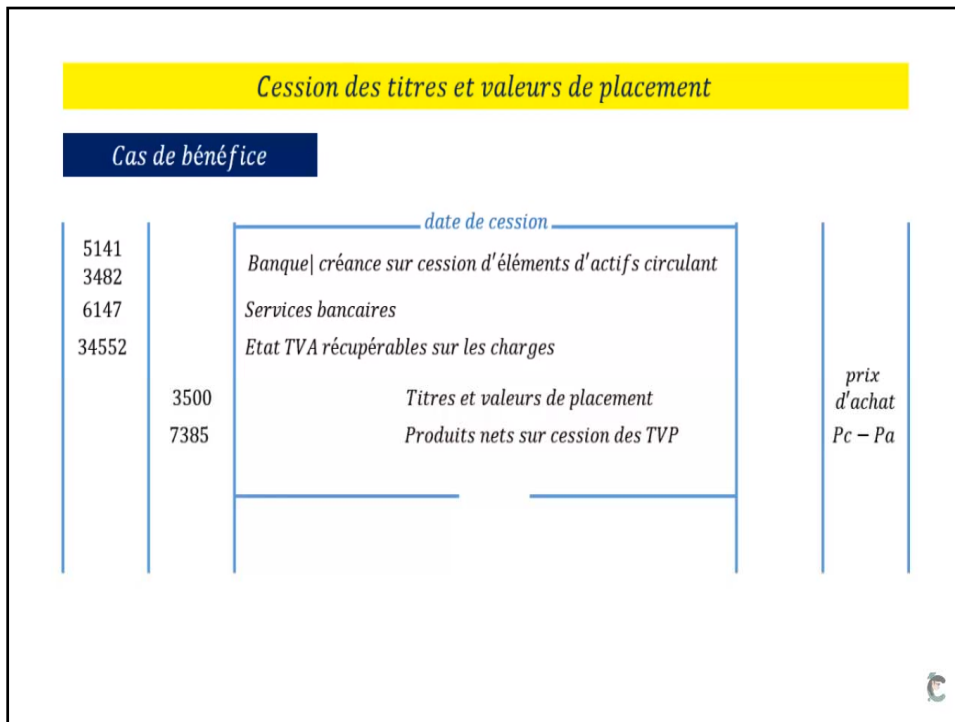 Cession des titres et valeurs de placement
Cas de bénéfice
date de cession
5141
3482
Banque| créance sur cession d'éléments d'actifs circulant
6147 Services bancaires
34552 Etat TVA récupérables sur les charges
3500 Titres et valeurs de placement prix d'achat
7385 Produits nets sur cession des TVP Pc − Pa